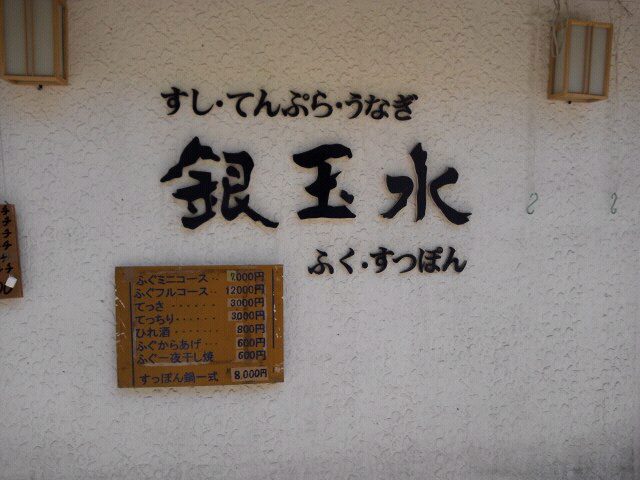 すし・てんぷら・うなぎ
銀玉水
ふく・すっぽん
ふぐミニコース‥ 7,000円
ふぐフルコース‥ 12000円
てっさ‥‥‥ 3000円
てっちり‥‥‥ 3000円
ひれ酒 800円
ふぐからあげ‥ 600円
ふぐ一夜干し焼 600円
すっぽん鍋一式 8,000円